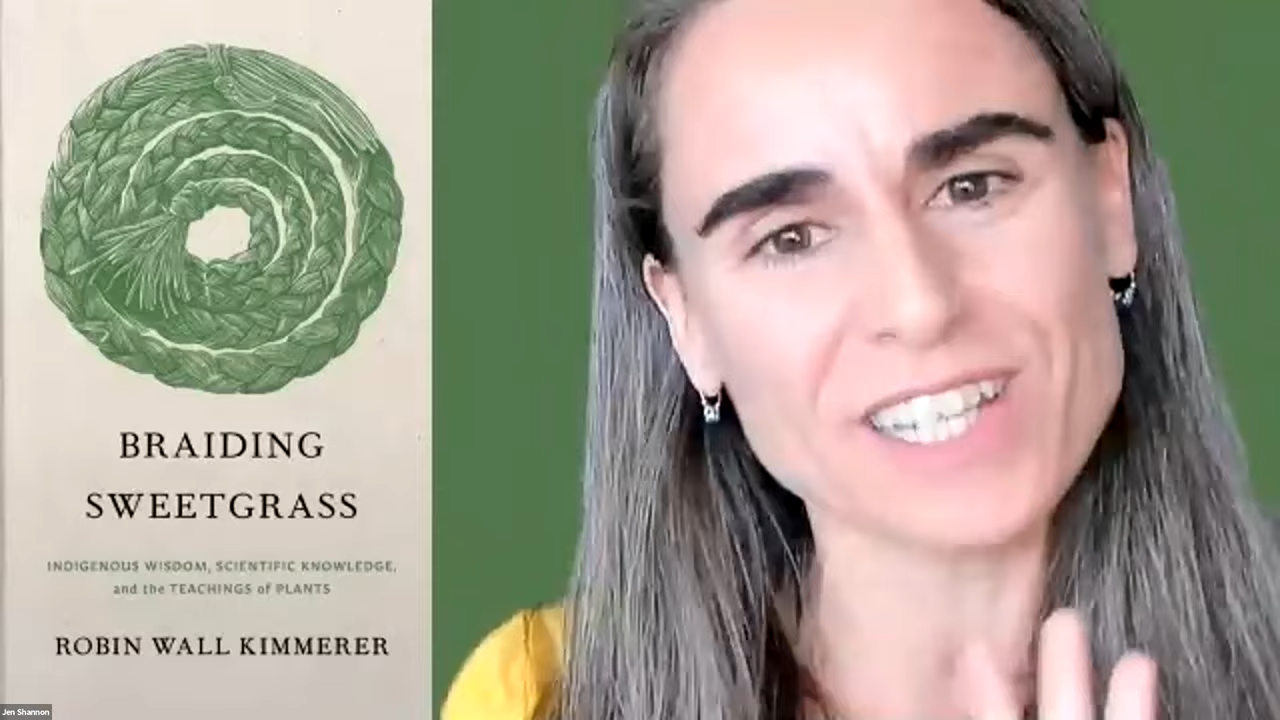 BRAIDING
SWEETGRASS
INDIGENOUS WISDOM, SCIENTIFIC KNOWLEDGE,
and the TEACHINGS of PLANTS
ROBIN WALL KIMMERER
Jen Shannon